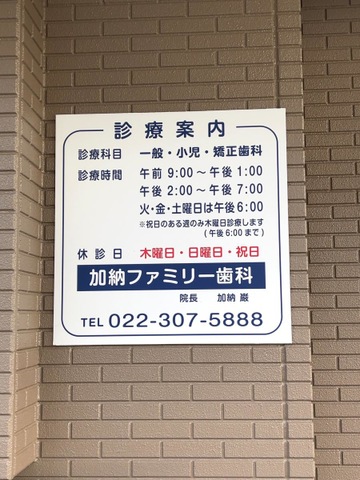 診療案内
診療科目 一般・小児・矯正歯科
診療時間 午前 9:00～午後 1:00
午後 2:00～午後 7:00
火・金・土曜日は午後6:00
※祝日のある週のみ木曜日診療します
(午後6:00まで)
休診日 木曜日・日曜日・祝日
加納ファミリー歯科
院長 加納 巌
TEL 022-307-5888